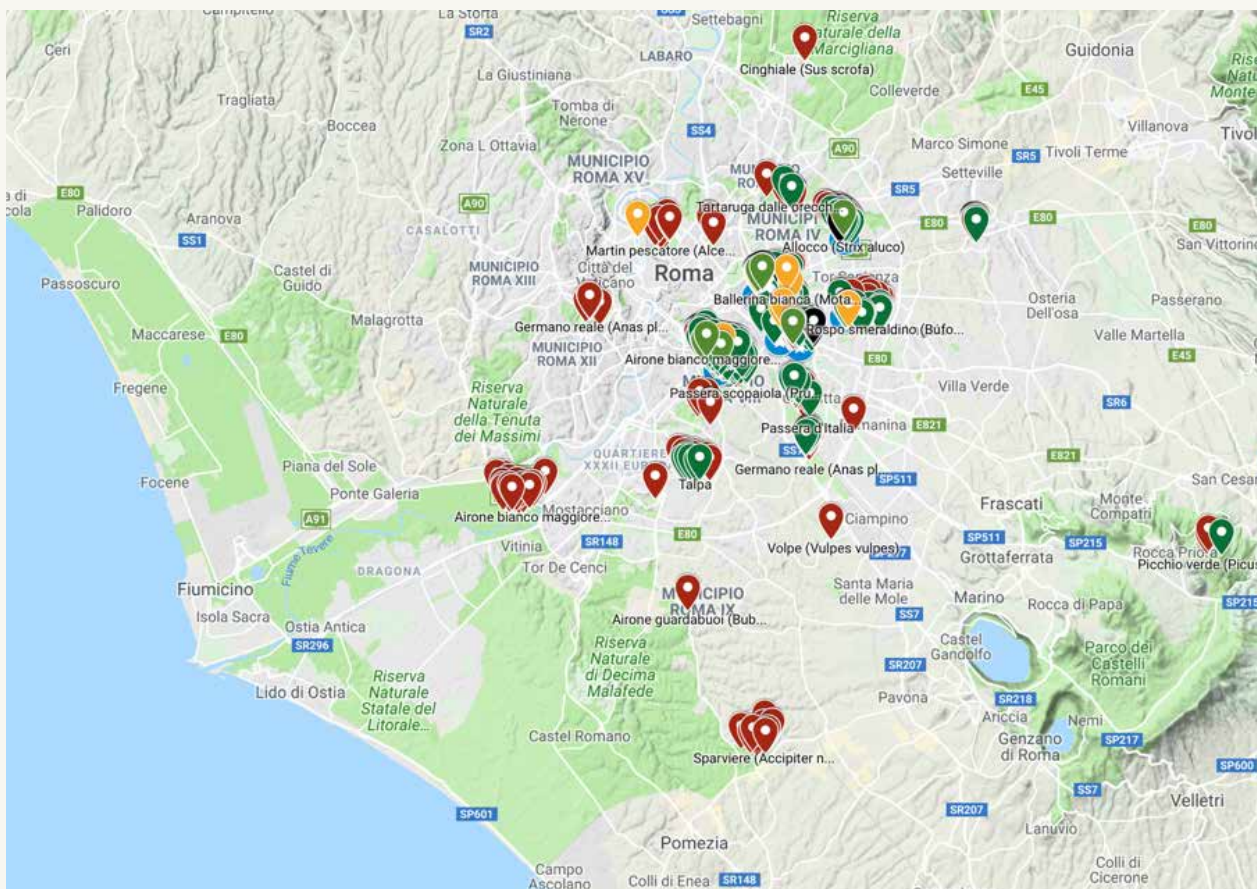 Campitello
La Storta
Settebagni
Riserva
Naturale della
Marcigliana
Ceri
SR2
LABARO
Guidonia
Cinghiale (Sus scrofa)
Colleverde
La Giustiniana
Tragliata
Boccea
Tomba di
Nerone
E45
Villanova
Zona L Ottavia
SS4
A90
Marco Simone
Tivoli Terme
SR5
MUNICIPIO
ROMA XV
Setteville
E80
Palidoro
Aranova
A90
SR5
SS1
CASALOTTI
Tartaruga dalle orecch...
ROMA IV
E80
E80
San Vittorino
Martin pescatore (Alce...
Allocco (Strix aluco)
Castel di
Guido
MUNICIPIO
ROMA XIII
Città del
Vaticano
Roma
Passoscuro
Ballerina bianca (Mota...
Osteria
Dell'osa
Passerano
Malagrotta
Germano reale (Anas pl...
Rospo smeraldino (Bufo...
Maccarese
E80
MUNICIPIO
ROMA XII
Valle Martella
Airone bianco maggiore...
E80
E45
Fregene
Riserva
Naturale
della Tenuta
dei Massimi
Passera scopaiola (Pru...
Villa Verde
SR6
Passera d'Italia
E821
QUARTIERE
Piana del Sole
Germano reale (Anas pl...
E821
Focene
Ponte Galeria
Talpa
SP511
San Cesa
Frascati
A91
Mostacciano
Airone bianco maggiore...
Ciampino
Monte
Compatri
Vitinia
SR148
E80
Volpe (Vulpes vulpes)
SP511
SP215
Grottaferrata
Rocca Priora
Picchio verde (Picus
Fiume Tevere
DRAGONA
Tor De Cenci
Fiumicino
Santa Maria
delle Mole
Marino
SP215
Isola Sacra
MUNICIPIO
ROMA IX
Airone guardabuoi (Bub...
Rocca di Papa
SS7
Ostia Antica
SR296
Riserva
Naturale
di Decima
Malafede
Castel
Gandolfo
Parco dei
Castelli
Romani
SR207
Lido di Ostia
Riserva
Naturale
Statale del
Litorale...
Pavona
SR218
Ariccia
Nemi
Castel Romano
Genzano
di Roma
SP217
Sparviere (Accipiter n...
SP600
SS7
SP601
SR207
Velletri
Lanuvio
Pomezia
Campo
Ascolano
Colli di Enea
SR148
Colli di
Cicerone